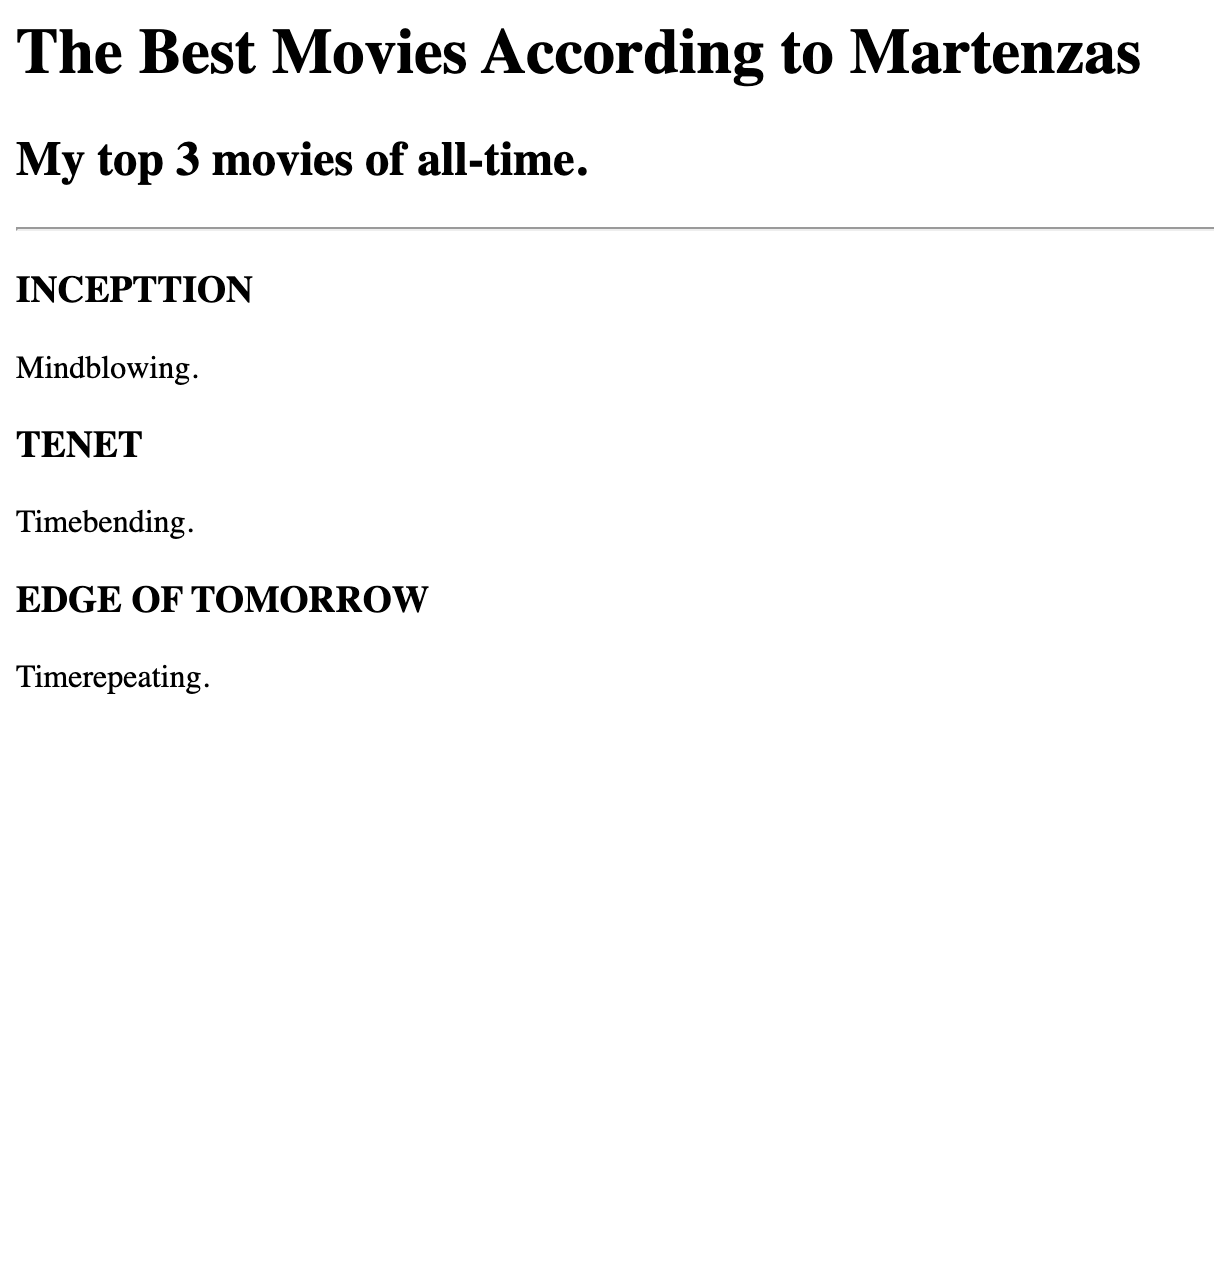 The Best Movies According to Martenzas
My top 3 movies of all-time.
INCEPTTION
Mindblowing.
TENET
Timebending.
EDGE OF TOMORROW
Timerepeating.